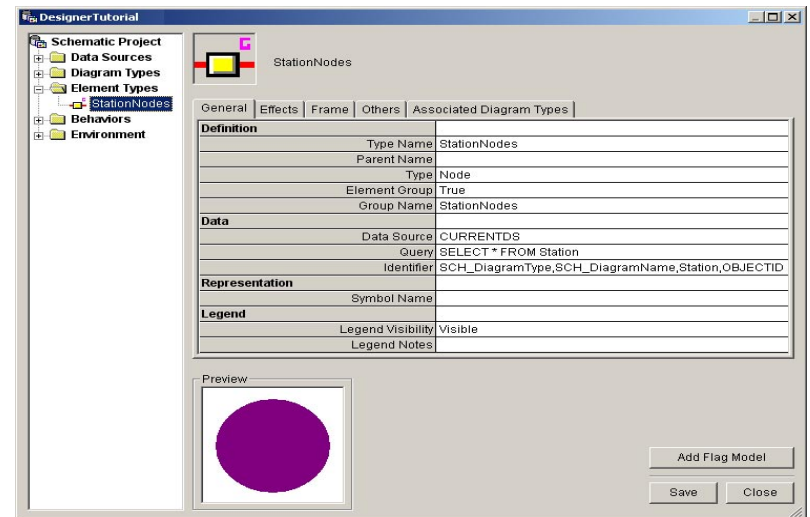 DesignerTutorial
Schematic Project
Data Sources
Diagram Types
Element Types
StationNodes
Behaviors
Environment
G
StationNodes
General Effects Frame Others Associated Diagram Types
Definition
Type Name StationNodes
Parent Name
Type Node
Element Group True
Group Name StationNodes
Data
Data Source CURRENTDS
Query SELECT * FROM Station
Identifier SCH_DiagramType,SCH_DiagramName,Station,OBJECTID
Representation
Symbol Name
Legend
Legend Visibility Visible
Legend Notes
Preview
Add Flag Model
Save Close